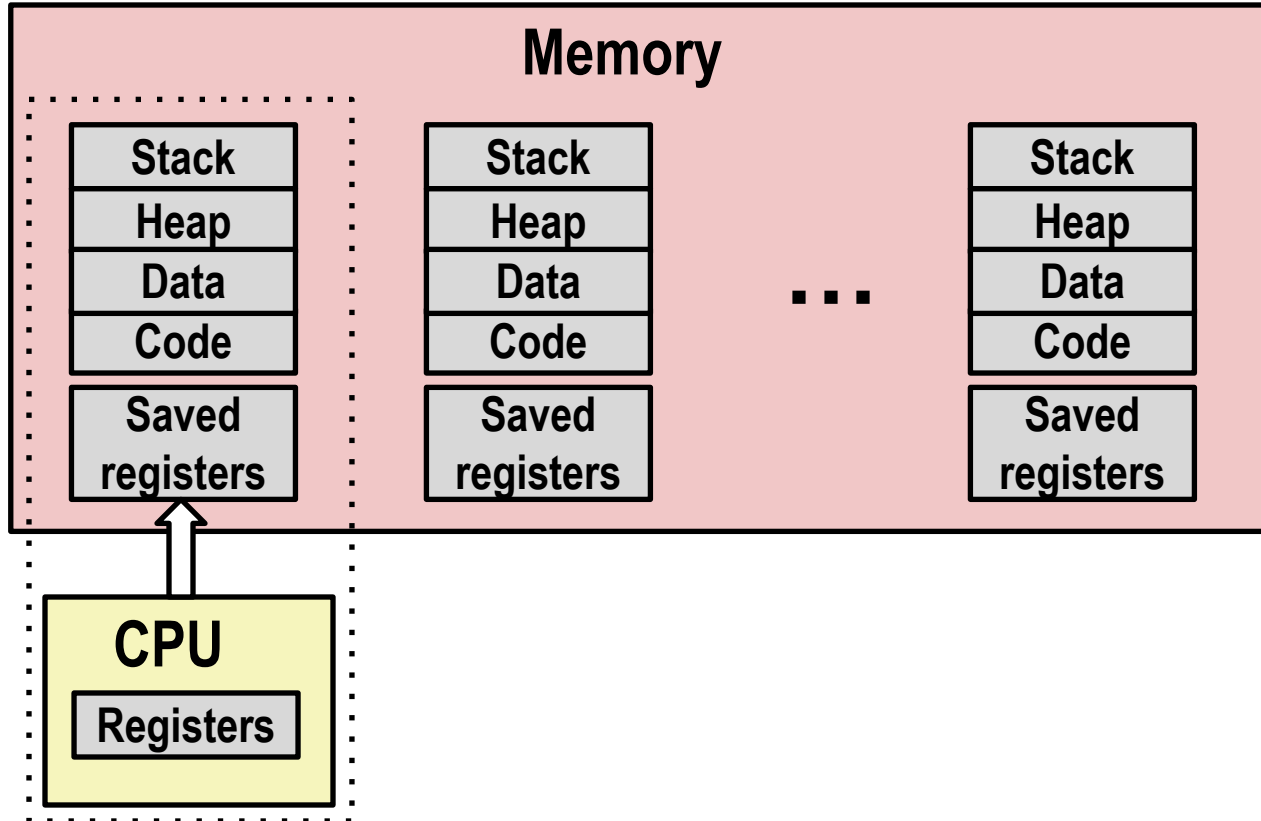 Memory
Stack
Heap
Data
Code
Saved
registers
Stack
Heap
Data
Code
Saved
registers
...
Stack
Heap
Data
Code
Saved
registers
CPU
Registers